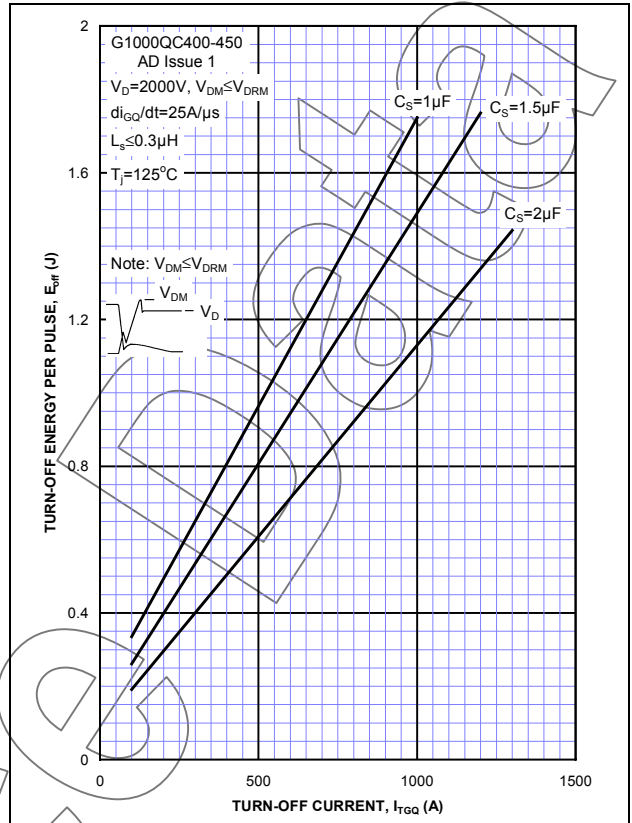 G1000QC400-450
AD Issue 1
V_D=2000V, V_DM≤V_DRM
di_GQ/dt=25A/µs
L_s≤0.3µH
T_j=125°C
C_S=1µF
C_S=1.5µF
C_S=2µF
Note: V_DM≤V_DRM
V_DM
V_D
TURN-OFF ENERGY PER PULSE, E_off (J)
2
1.6
1.2
0.8
0.4
0
0 500 1000 1500
TURN-OFF CURRENT, I_TGQ (A)